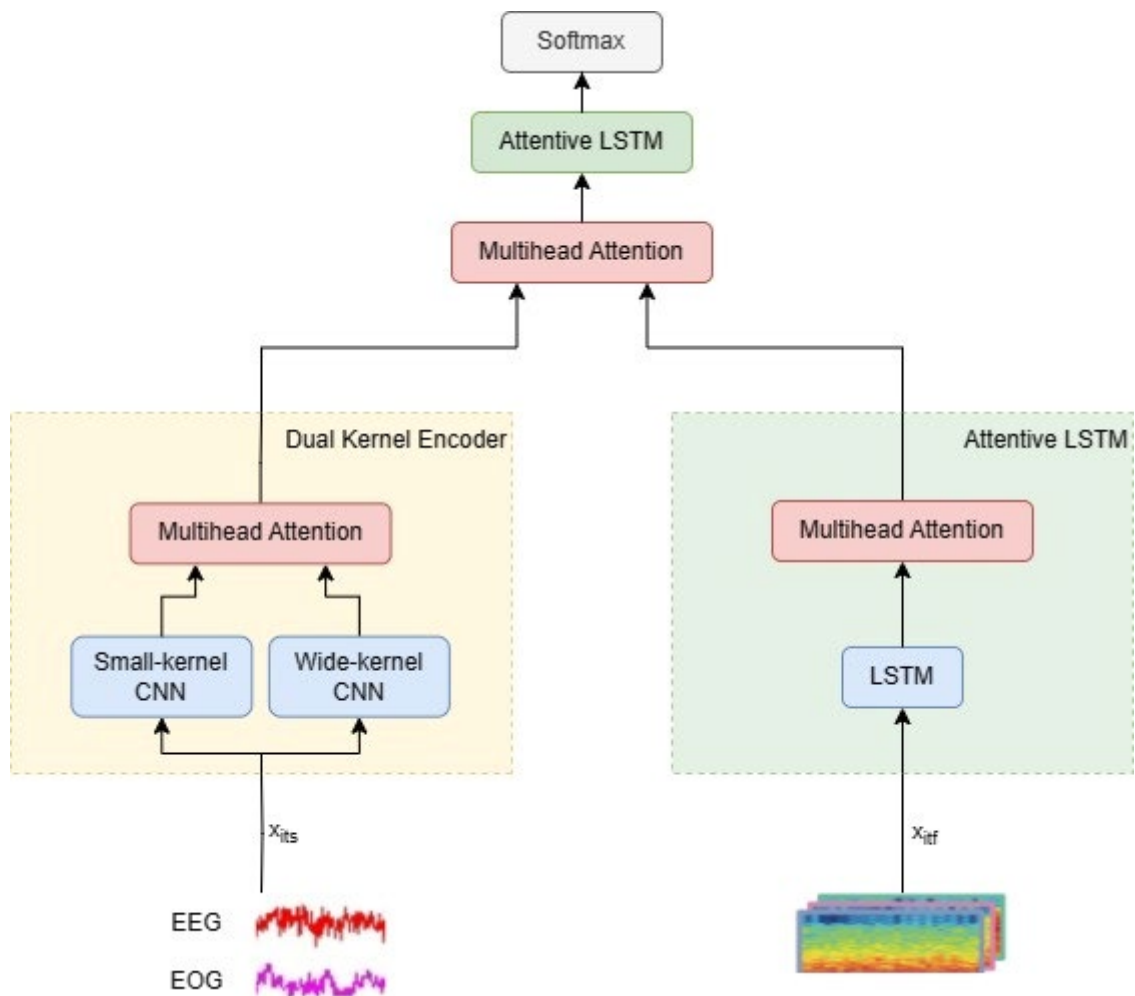 Softmax
Attentive LSTM
Multihead Attention
Dual Kernel Encoder
Attentive LSTM
Multihead Attention
Multihead Attention
Small-kernel
CNN
Wide-kernel
CNN
LSTM
x_its
x_itf
EEG
EOG